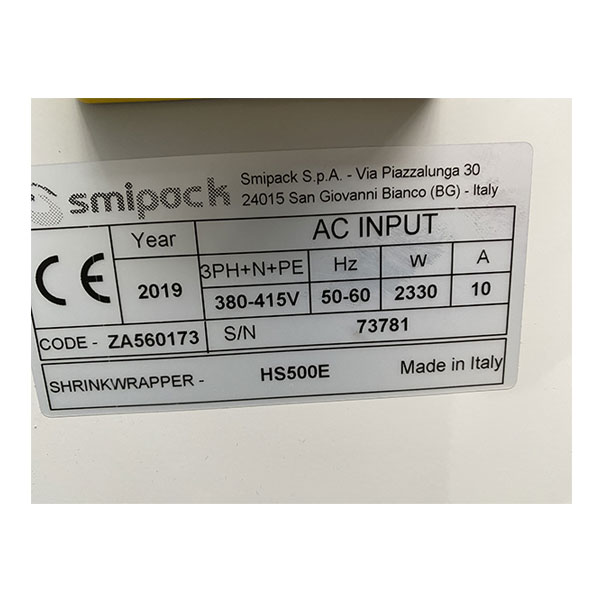 smipack
Smipack S.p.A. - Via Piazzalunga 30
24015 San Giovanni Bianco (BG) - Italy
CE
Year
2019
AC INPUT
3PH+N+PE Hz W A
380-415V 50-60 2330 10
CODE - ZA560173 S/N 73781
SHRINKWRAPPER - HS500E Made in Italy